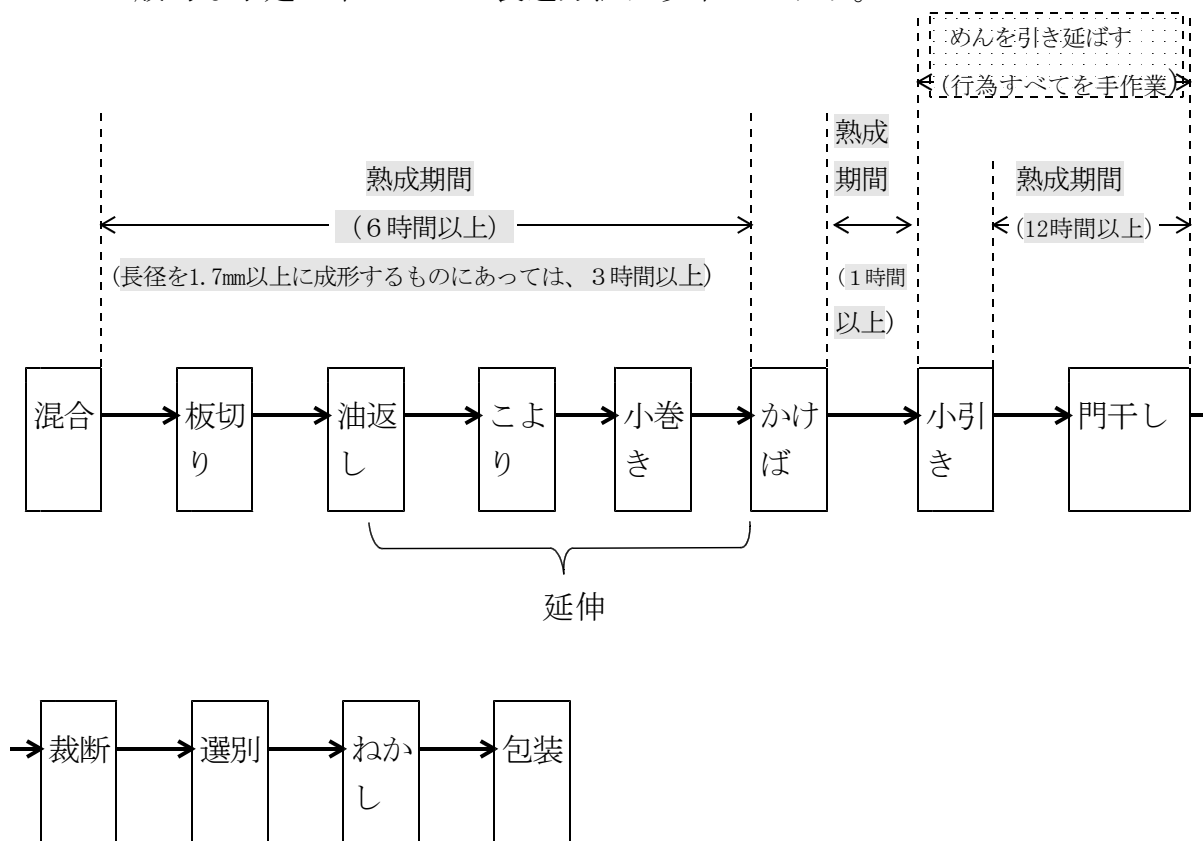 めんを引き延ばす
(行為すべてを手作業)
熟成
期間
熟成期間
熟成期間
(6時間以上)
(12時間以上)
(長径を1.7㎜以上に成形するものにあっては、3時間以上)
(1時間
以上)
混合
板切
り
油返
し
こよ
り
小巻
き
かけ
ば
小引
き
門干し
延伸
裁断
選別
ねか
し
包装